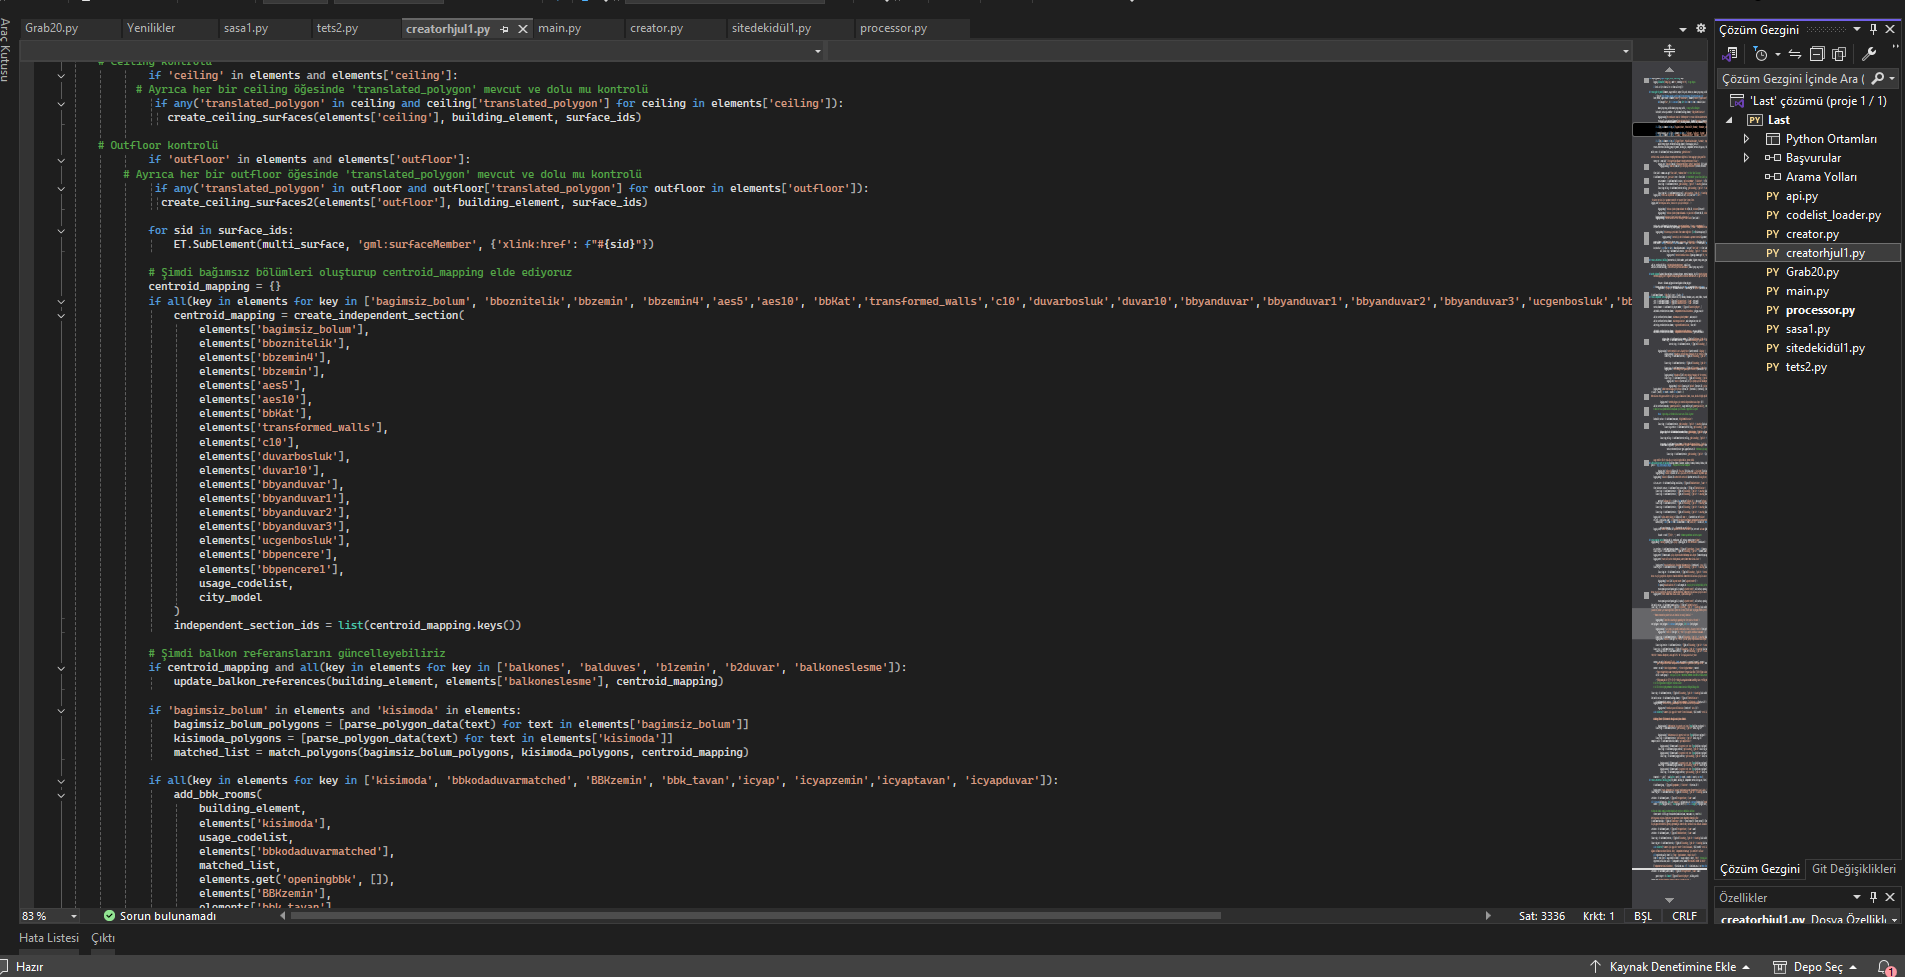 Araç Kutusu
Grab20.py Yenilikler sasa1.py tets2.py creatorhjul1.py main.py creator.py sitedekidül1.py processor.py
# Ceiling kontrolü
if 'ceiling' in elements and elements['ceiling']:
# Ayrıca her bir ceiling öğesinde 'translated_polygon' mevcut ve dolu mu kontrolü
if any('translated_polygon' in ceiling and ceiling['translated_polygon'] for ceiling in elements['ceiling']):
create_ceiling_surfaces(elements['ceiling'], building_element, surface_ids)
# Outfloor kontrolü
if 'outfloor' in elements and elements['outfloor']:
# Ayrıca her bir outfloor öğesinde 'translated_polygon' mevcut ve dolu mu kontrolü
if any('translated_polygon' in outfloor and outfloor['translated_polygon'] for outfloor in elements['outfloor']):
create_ceiling_surfaces2(elements['outfloor'], building_element, surface_ids)
for sid in surface_ids:
ET.SubElement(multi_surface, 'gml:surfaceMember', {'xlink:href': f"#{sid}"})
# Şimdi bağımsız bölümleri oluşturup centroid_mapping elde ediyoruz
centroid_mapping = {}
if all(key in elements for key in ['bagimsiz_bolum', 'bboznitelik','bbzemin', 'bbzemin4','aes5','aes10', 'bbKat','transformed_walls','c10','duvarbosluk','duvar10','bbyanduvar','bbyanduvar1','bbyanduvar2','bbyanduvar3','ucgenbosluk','bb
centroid_mapping = create_independent_section(
elements['bagimsiz_bolum'],
elements['bboznitelik'],
elements['bbzemin4'],
elements['bbzemin'],
elements['aes5'],
elements['aes10'],
elements['bbKat'],
elements['transformed_walls'],
elements['c10'],
elements['duvarbosluk'],
elements['duvar10'],
elements['bbyanduvar'],
elements['bbyanduvar1'],
elements['bbyanduvar2'],
elements['bbyanduvar3'],
elements['ucgenbosluk'],
elements['bbpencere'],
elements['bbpencere1'],
usage_codelist,
city_model
)
independent_section_ids = list(centroid_mapping.keys())
# Şimdi balkon referanslarını güncelleyebiliriz
if centroid_mapping and all(key in elements for key in ['balkones', 'balduves', 'b1zemin', 'b2duvar', 'balkoneslesme']):
update_balkon_references(building_element, elements['balkoneslesme'], centroid_mapping)
if 'bagimsiz_bolum' in elements and 'kisimoda' in elements:
bagimsiz_bolum_polygons = [parse_polygon_data(text) for text in elements['bagimsiz_bolum']]
kisimoda_polygons = [parse_polygon_data(text) for text in elements['kisimoda']]
matched_list = match_polygons(bagimsiz_bolum_polygons, kisimoda_polygons, centroid_mapping)
if all(key in elements for key in ['kisimoda', 'bbkodaduvarmatched', 'BBKzemin', 'bbk_tavan','icyap', 'icyapzemin','icyaptavan', 'icyapduvar']):
add_bbk_rooms(
building_element,
elements['kisimoda'],
usage_codelist,
elements['bbkodaduvarmatched'],
matched_list,
elements.get('openingbbk', []),
elements['BBKzemin'],
elements['bbk_tavan']
83 % Sorun bulunamadı Sat: 3336 Krkt: 1 BŞL CRLF
Hata Listesi Çıktı
Hazır
Çözüm Gezgini
Çözüm Gezgini İçinde Ara (
'Last' çözümü (proje 1 / 1)
PY Last
Python Ortamları
Başvurular
Arama Yolları
PY api.py
PY codelist_loader.py
PY creator.py
PY creatorhjul1.py
PY Grab20.py
PY main.py
PY processor.py
PY sasa1.py
PY sitedekidül1.py
PY tets2.py
Çözüm Gezgini Git Değişiklikleri
Özellikler
creatorhjul1.py Dosya Özellikle
Kaynak Denetimine Ekle Depo Seç 1